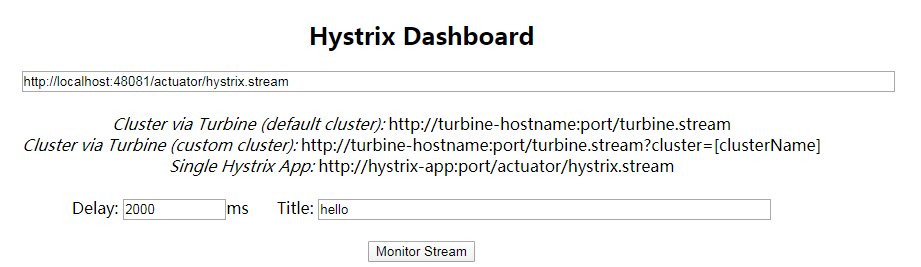 Hystrix Dashboard
http://localhost:48081/actuator/hystrix.stream
Cluster via Turbine (default cluster): http://turbine-hostname:port/turbine.stream
Cluster via Turbine (custom cluster): http://turbine-hostname:port/turbine.stream?cluster=[clusterName]
Single Hystrix App: http://hystrix-app:port/actuator/hystrix.stream
Delay: 2000 ms Title: hello
Monitor Stream